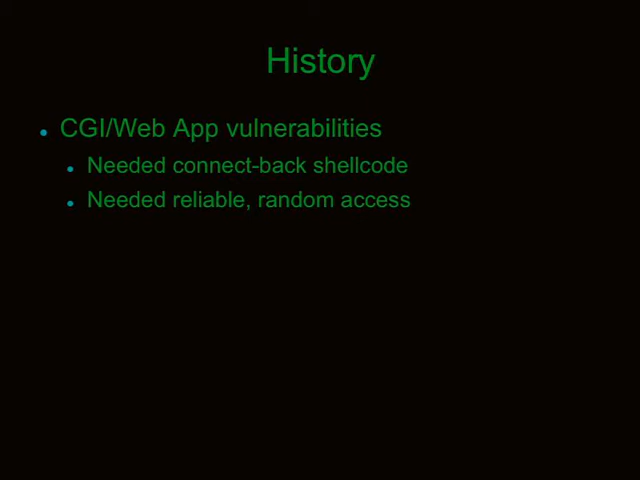 History
CGI/Web App vulnerabilities
Needed connect-back shellcode
Needed reliable, random access